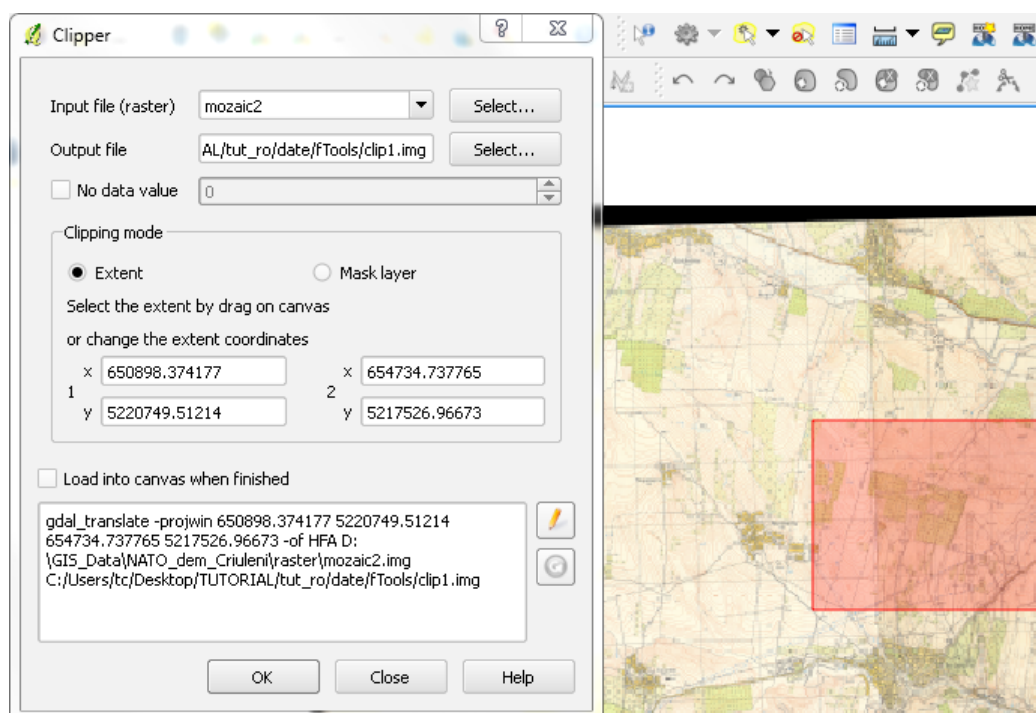 Clipper
Input file (raster)
mozaic2
Select...
Output file
AL/tut_ro/date/fTools/clip1.img
Select...
No data value
0
Clipping mode
Extent
Mask layer
Select the extent by drag on canvas
or change the extent coordinates
1
x 650898.374177
y 5220749.51214
2
x 654734.737765
y 5217526.96673
Load into canvas when finished
gdal_translate -projwin 650898.374177 5220749.51214
654734.737765 5217526.96673 -of HFA D:
\GIS_Data\NATO_dem_Criuleni\raster\mozaic2.img
C:/Users/tc/Desktop/TUTORIAL/tut_ro/date/fTools/clip1.img
OK
Close
Help